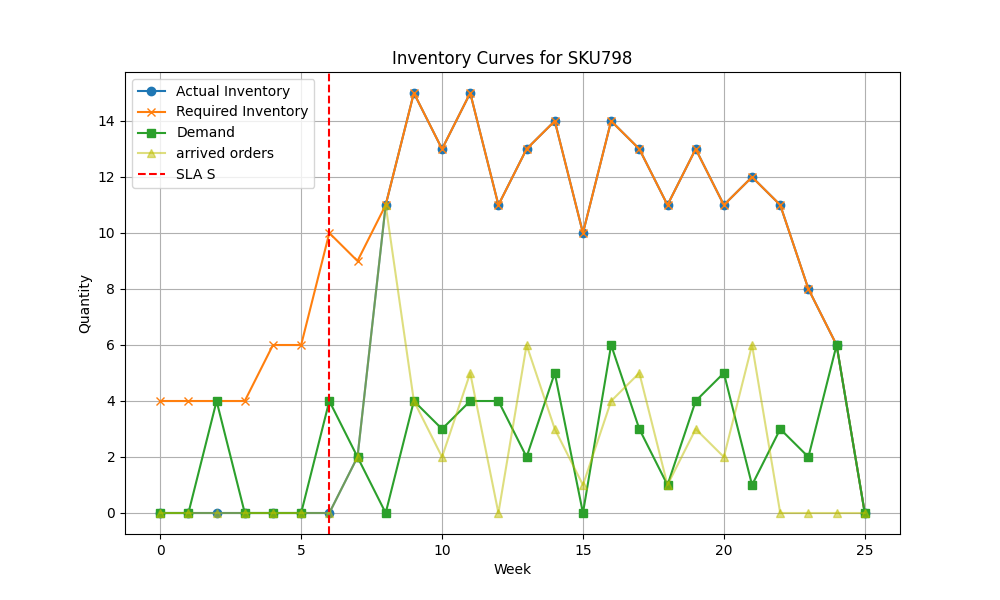 Inventory Curves for SKU798
Actual Inventory
Required Inventory
Demand
arrived orders
SLA S
Quantity
14
12
10
8
6
4
2
0
0
5
10
15
20
25
Week